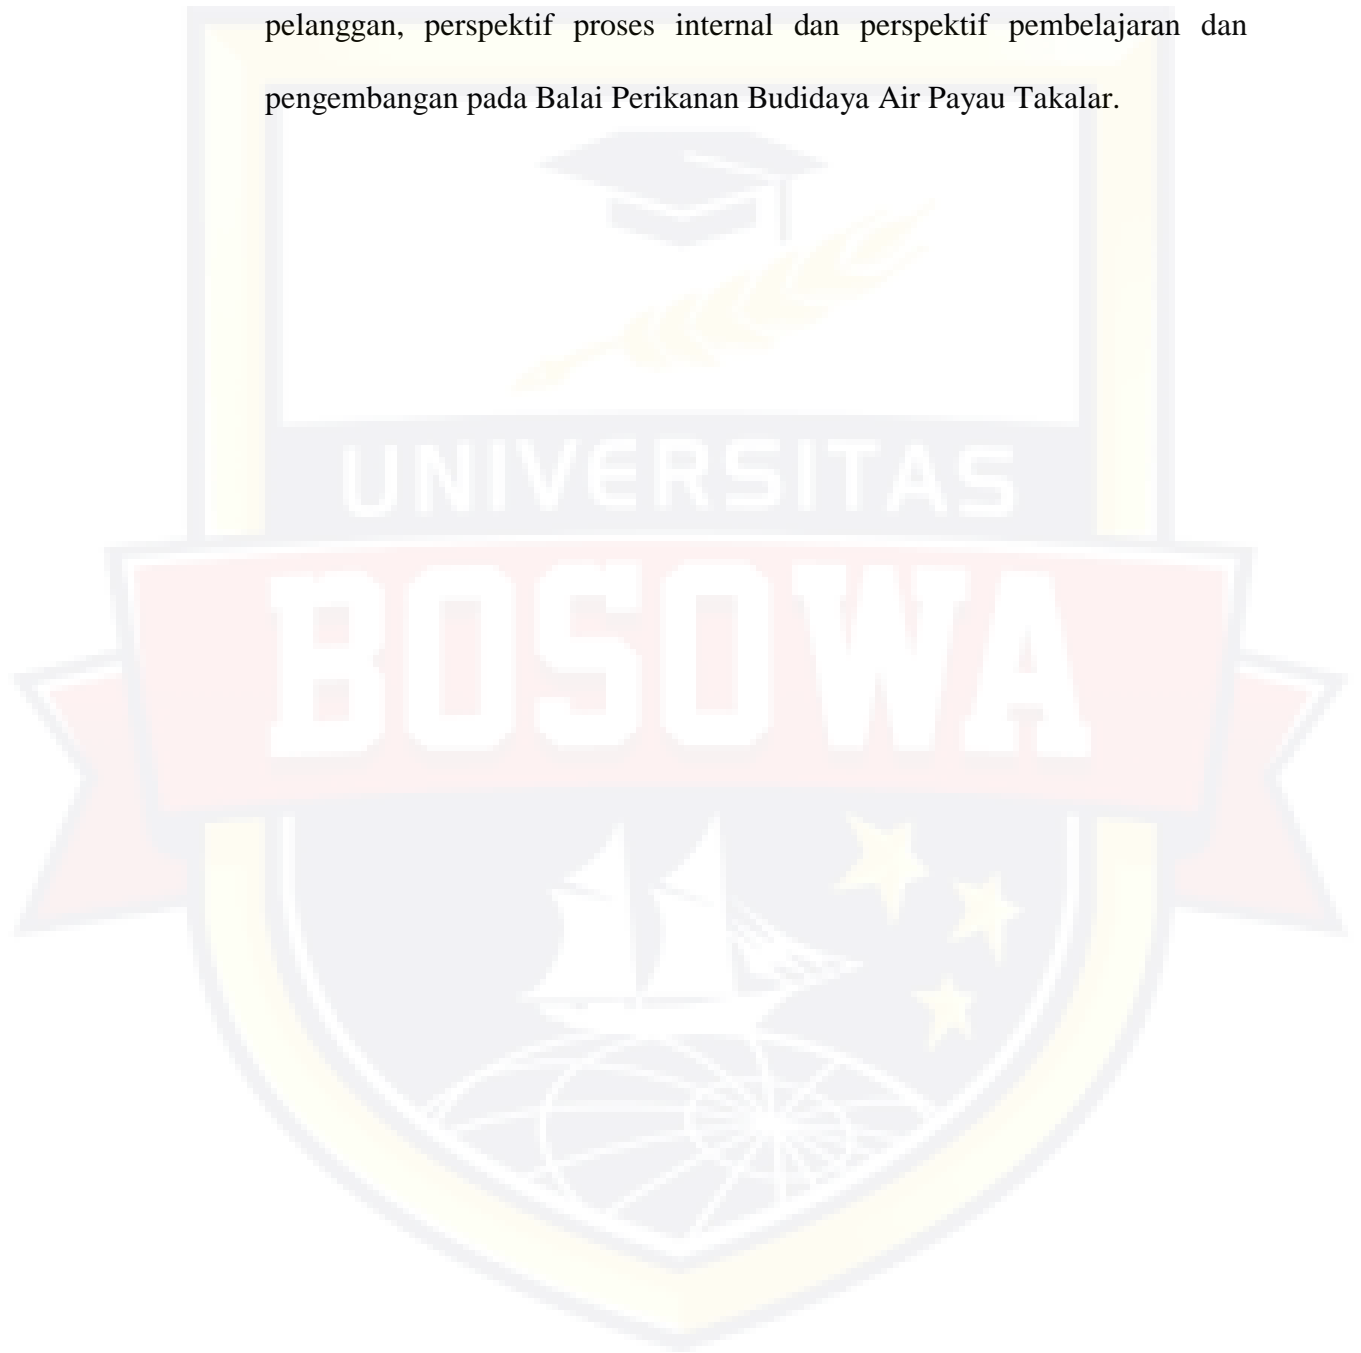 pelanggan, perspektif proses internal dan perspektif pembelajaran dan
pengembangan pada Balai Perikanan Budidaya Air Payau Takalar.
UNIVERSITAS
BOSOWA